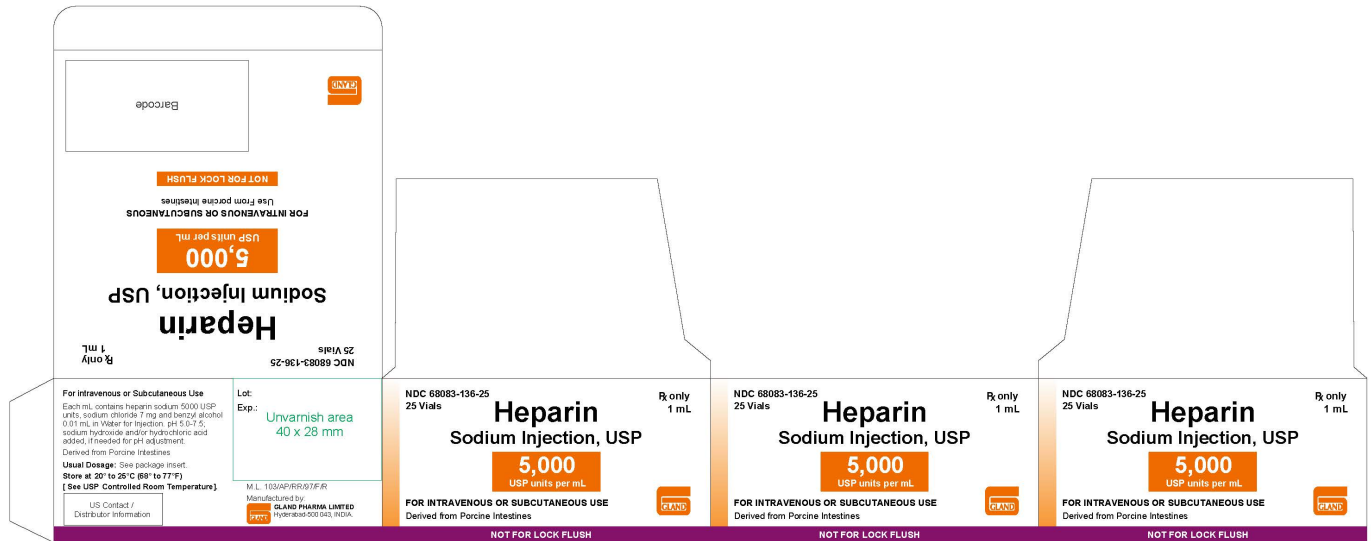 GLAND
Barcode
NOT FOR LOCK FLUSH
Use From porcine Intestines
FOR INTRAVENOUS OR SUBCUTANEOUS
USP units per mL
5,000
Sodium Injection, USP
Heparin
25 Vials
1 mL
NDC 68083-136-25
℞ only
For intravenous or Subcutaneous Use
Each mL contains heparin sodium 5000 USP
units, sodium chloride 7 mg and benzyl alcohol
0.01 mL in Water for Injection. pH 5.0-7.5;
sodium hydroxide and/or hydrochloric acid
added, if needed for pH adjustment.
Derived from Porcine Intestines
Usual Dosage: See package insert.
Store at 20° to 25°C (68° to 77°F)
[ See USP Controlled Room Temperature].
US Contact /
Distributor Information
Lot:
Exp.:
Unvarnish area
40 x 28 mm
M.L. 103/AP/RR/97/F/R
Manufactured by:
GLAND
GLAND PHARMA LIMITED
Hyderabad-500 043, INDIA.
NDC 68083-136-25
25 Vials
℞ only
1 mL
Heparin
Sodium Injection, USP
5,000
USP units per mL
FOR INTRAVENOUS OR SUBCUTANEOUS USE
Derived from Porcine Intestines
GLAND
NOT FOR LOCK FLUSH
NDC 68083-136-25
25 Vials
℞ only
1 mL
Heparin
Sodium Injection, USP
5,000
USP units per mL
FOR INTRAVENOUS OR SUBCUTANEOUS USE
Derived from Porcine Intestines
GLAND
NOT FOR LOCK FLUSH
NDC 68083-136-25
25 Vials
℞ only
1 mL
Heparin
Sodium Injection, USP
5,000
USP units per mL
FOR INTRAVENOUS OR SUBCUTANEOUS USE
Derived from Porcine Intestines
GLAND
NOT FOR LOCK FLUSH